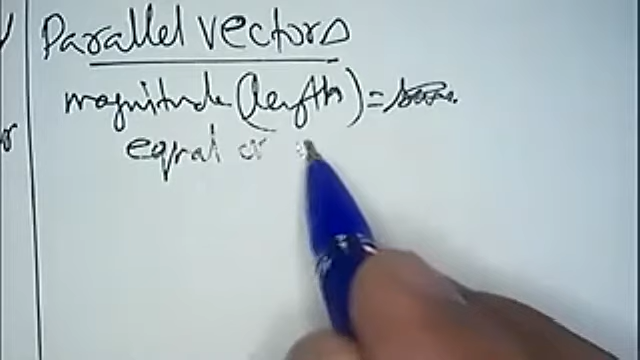 Parallel vectors
magnitude (length) =
equal or